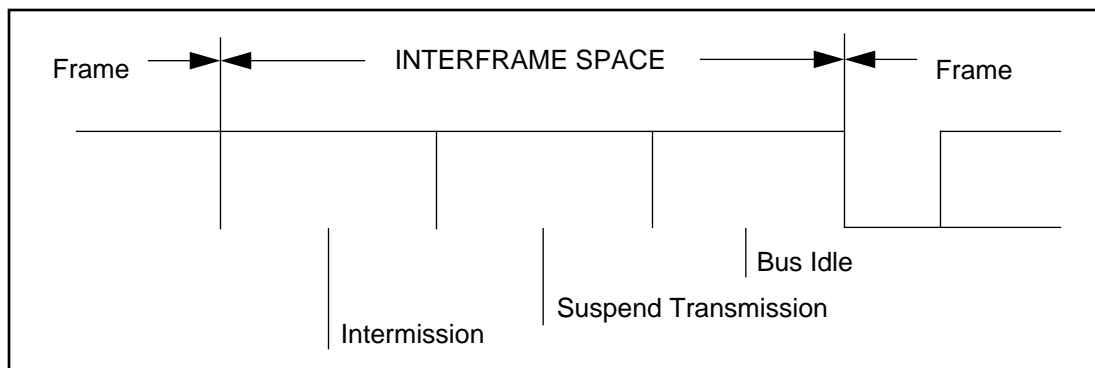 Frame
INTERFRAME SPACE
Frame
Bus Idle
Suspend Transmission
Intermission